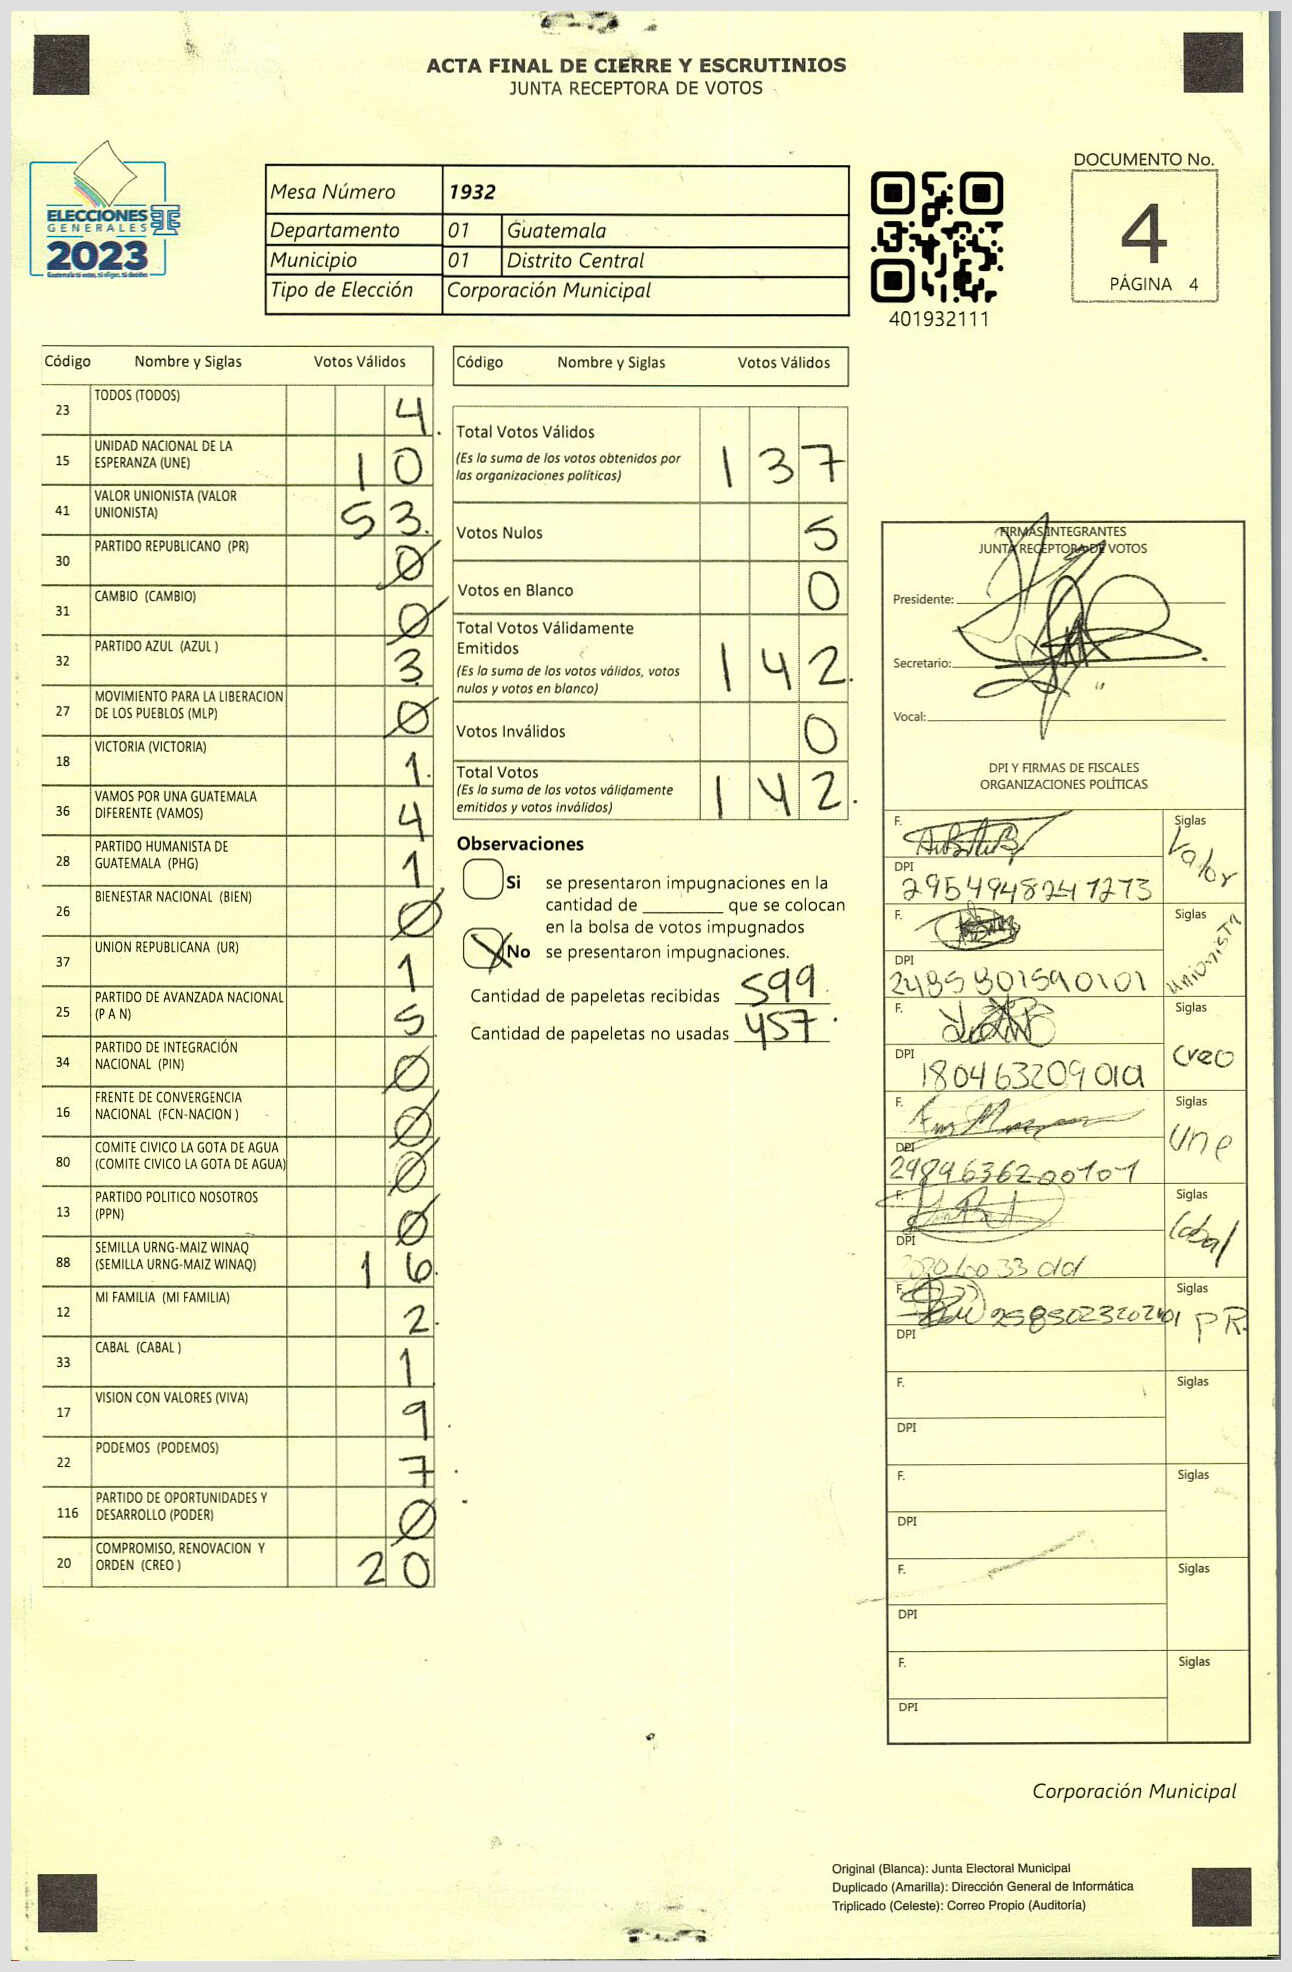 ACTA FINAL DE CIERRE Y ESCRUTINIOS
JUNTA RECEPTORA DE VOTOS
ELECCIONES
GENERALES
2023
Mesa Número 1932
Departamento 01 Guatemala
Municipio 01 Distrito Central
Tipo de Elección Corporación Municipal
401932111
DOCUMENTO No.
4
PÁGINA 4
Código Nombre y Siglas Votos Válidos
23 TODOS (TODOS) 4
15 UNIDAD NACIONAL DE LA
ESPERANZA (UNE) 10
41 VALOR UNIONISTA (VALOR
UNIONISTA) 53
30 PARTIDO REPUBLICANO (PR) 0
31 CAMBIO (CAMBIO) 0
32 PARTIDO AZUL (AZUL ) 3
27 MOVIMIENTO PARA LA LIBERACION
DE LOS PUEBLOS (MLP) 0
18 VICTORIA (VICTORIA) 1
36 VAMOS POR UNA GUATEMALA
DIFERENTE (VAMOS) 4
28 PARTIDO HUMANISTA DE
GUATEMALA (PHG) 1
26 BIENESTAR NACIONAL (BIEN) 0
37 UNION REPUBLICANA (UR) 1
25 PARTIDO DE AVANZADA NACIONAL
(P A N) 5
34 PARTIDO DE INTEGRACIÓN
NACIONAL (PIN) 0
16 FRENTE DE CONVERGENCIA
NACIONAL (FCN-NACION ) 0
80 COMITE CIVICO LA GOTA DE AGUA
(COMITE CIVICO LA GOTA DE AGUA) 0
13 PARTIDO POLITICO NOSOTROS
(PPN) 0
88 SEMILLA URNG-MAIZ WINAQ
(SEMILLA URNG-MAIZ WINAQ) 16
12 MI FAMILIA (MI FAMILIA) 2
33 CABAL (CABAL ) 1
17 VISION CON VALORES (VIVA) 9
22 PODEMOS (PODEMOS) 7
116 PARTIDO DE OPORTUNIDADES Y
DESARROLLO (PODER) 0
20 COMPROMISO, RENOVACION Y
ORDEN (CREO ) 20
Código Nombre y Siglas Votos Válidos
Total Votos Válidos 137
(Es la suma de los votos obtenidos por
las organizaciones políticas)
Votos Nulos 5
Votos en Blanco 0
Total Votos Válidamente
Emitidos 142
(Es la suma de los votos válidos, votos
nulos y votos en blanco)
Votos Inválidos 0
Total Votos 142
(Es la suma de los votos válidamente
emitidos y votos inválidos)
Observaciones
Si se presentaron impugnaciones en la
cantidad de ________ que se colocan
en la bolsa de votos impugnados
X No se presentaron impugnaciones.
Cantidad de papeletas recibidas 599
Cantidad de papeletas no usadas 457
FIRMAS INTEGRANTES
JUNTA RECEPTORA DE VOTOS
Presidente:
Secretario:
Vocal:
DPI Y FIRMAS DE FISCALES
ORGANIZACIONES POLÍTICAS
F. Siglas Valor
DPI 2954948247273
F. Siglas Unionista
DPI
F. Siglas Creo
DPI
F. Siglas Une
DPI
F. Siglas Cabal
DPI
F. Siglas PR.
DPI
F. Siglas
DPI
F. Siglas
DPI
F. Siglas
DPI
F. Siglas
DPI
Corporación Municipal
Original (Blanca): Junta Electoral Municipal
Duplicado (Amarilla): Dirección General de Informática
Triplicado (Celeste): Correo Propio (Auditoría)